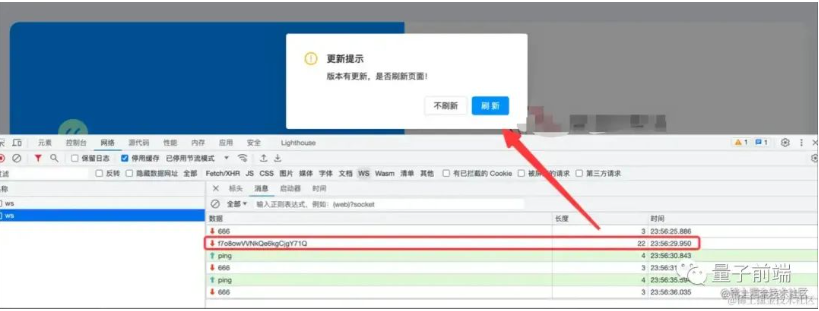 更新提示
版本有更新，是否刷新页面！
不刷新 刷 新
元素 控制台 网络 源代码 性能 内存 应用 安全 Lighthouse 1 1
保留日志 停用缓存 已停用节流模式
反转 隐藏数据网址 全部 Fetch/XHR JS CSS Img 媒体 字体 文档 WS Wasm 清单 其他 有已拦截的 Cookie 被屏蔽的请求 第三方请求
名称 标头 消息 启动器 时间
ws 全部 输入正则表达式，例如：(web)?socket
ws 数据 长度 时间
666 3 23:56:25.886
f7o8owVVNkQe6kgCjgY71Q 22 23:56:29.950
ping 4 23:56:30.843
666 3 23:56:31
ping 4 23:56:35
666 3 23:56:36.035
量子前端
@稀土掘金技术社区